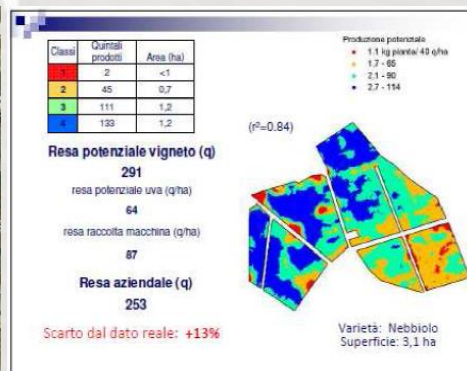 Classi Quintali prodotti Area (ha)
1 2 <1
2 45 0,7
3 111 1,2
4 133 1,2
Resa potenziale vigneto (q)
291
resa potenziale uva (q/ha)
64
resa raccolta macchina (q/ha)
87
Resa aziendale (q)
253
Scarto dal dato reale: +13%
Produzione potenziale
1.1 kg pianta/ 40 q/ha
1.7 - 65
2.1 - 90
2.7 - 114
(r²=0.84)
Varietà: Nebbiolo
Superficie: 3,1 ha